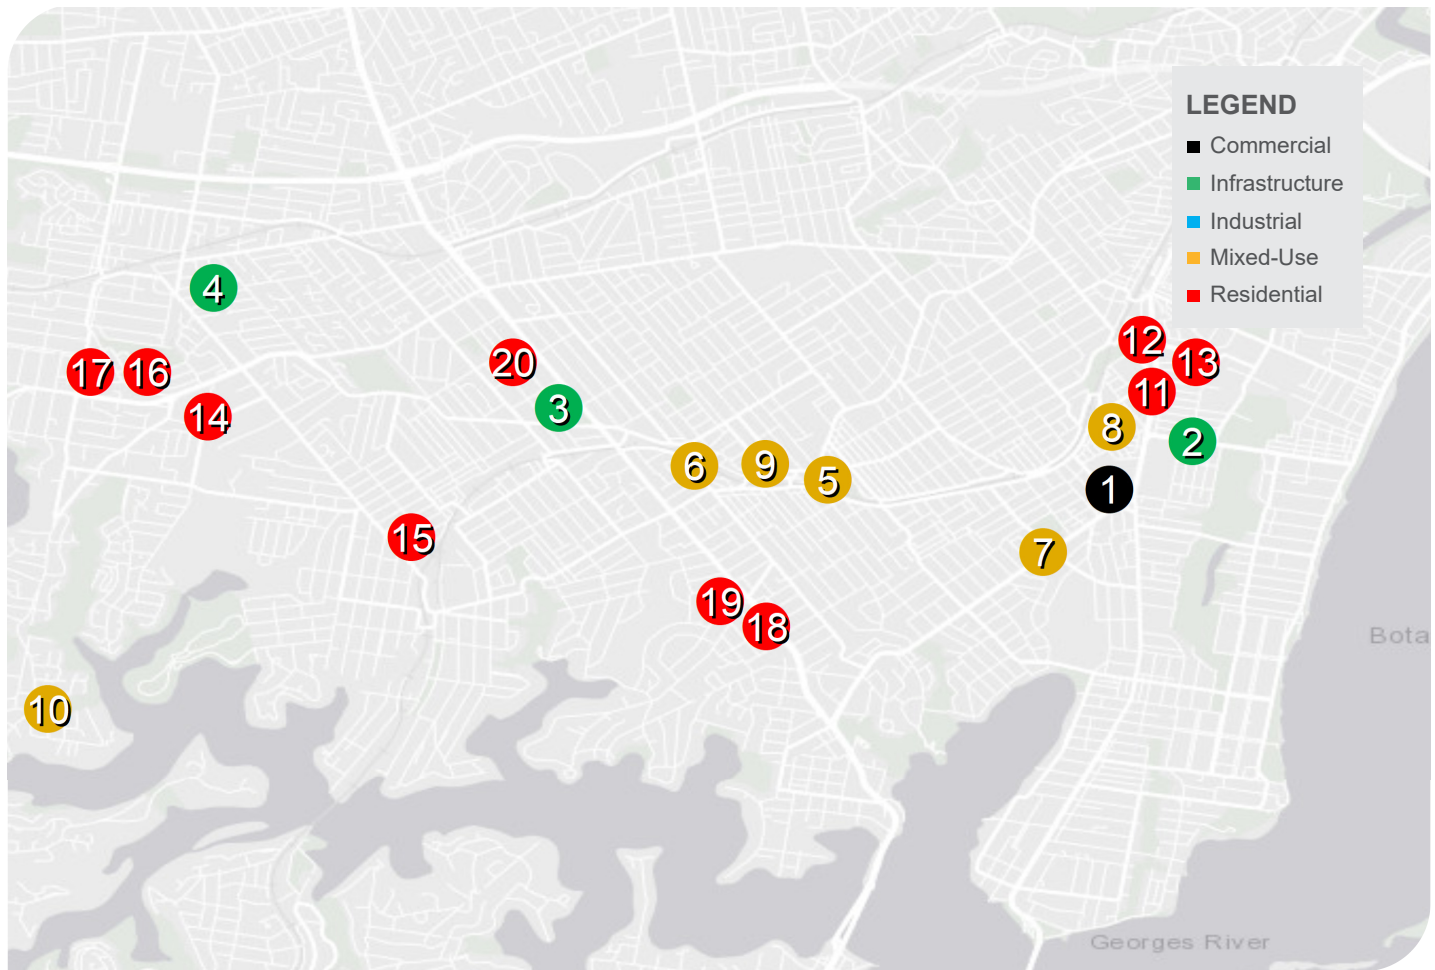 LEGEND
Commercial
Infrastructure
Industrial
Mixed-Use
Residential
4
12
17
16
20
13
11
14
3
8
2
6
9
5
1
15
7
19
18
Bota
10
Georges River